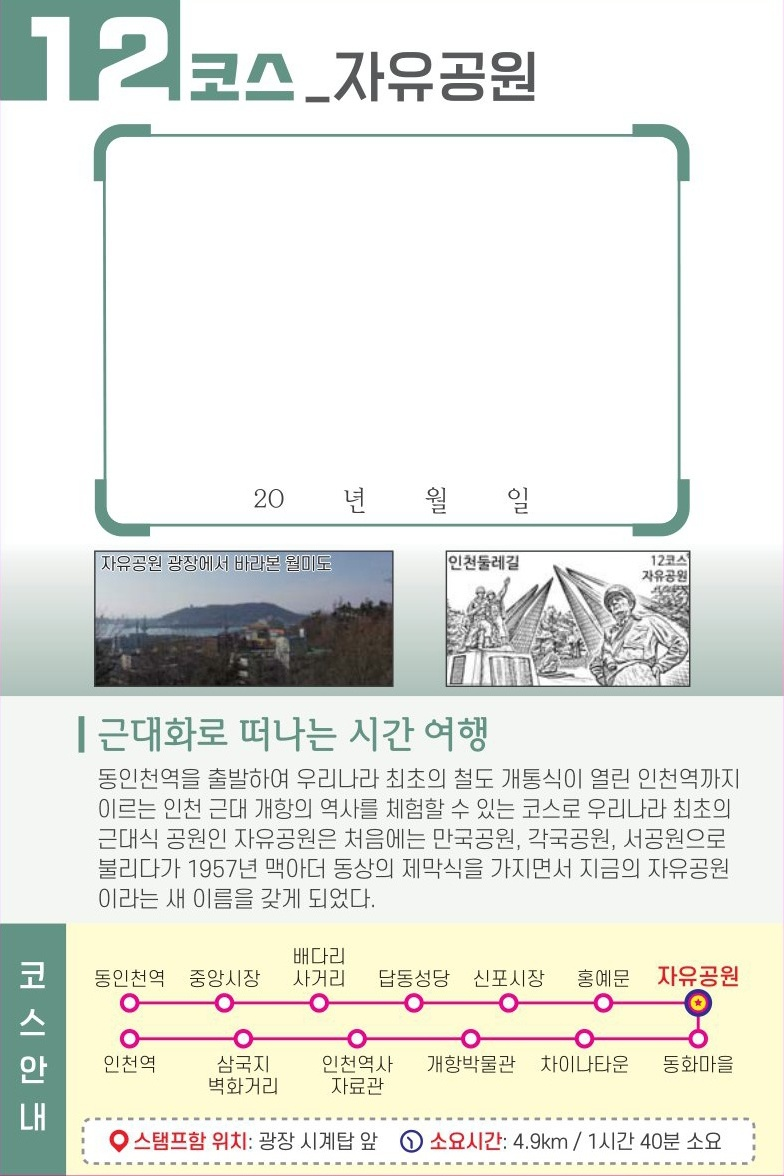 12코스_자유공원
20 년 월 일
자유공원 광장에서 바라본 월미도
인천둘레길
12코스
자유공원
근대화로 떠나는 시간 여행
동인천역을 출발하여 우리나라 최초의 철도 개통식이 열린 인천역까지
이르는 인천 근대 개항의 역사를 체험할 수 있는 코스로 우리나라 최초의
근대식 공원인 자유공원은 처음에는 만국공원, 각국공원, 서공원으로
불리다가 1957년 맥아더 동상의 제막식을 가지면서 지금의 자유공원
이라는 새 이름을 갖게 되었다.
코스안내
동인천역 중앙시장 배다리 사거리 답동성당 신포시장 홍예문 자유공원
인천역 삼국지 벽화거리 인천역사 자료관 개항박물관 차이나타운 동화마을
스탬프함 위치: 광장 시계탑 앞 소요시간: 4.9km / 1시간 40분 소요